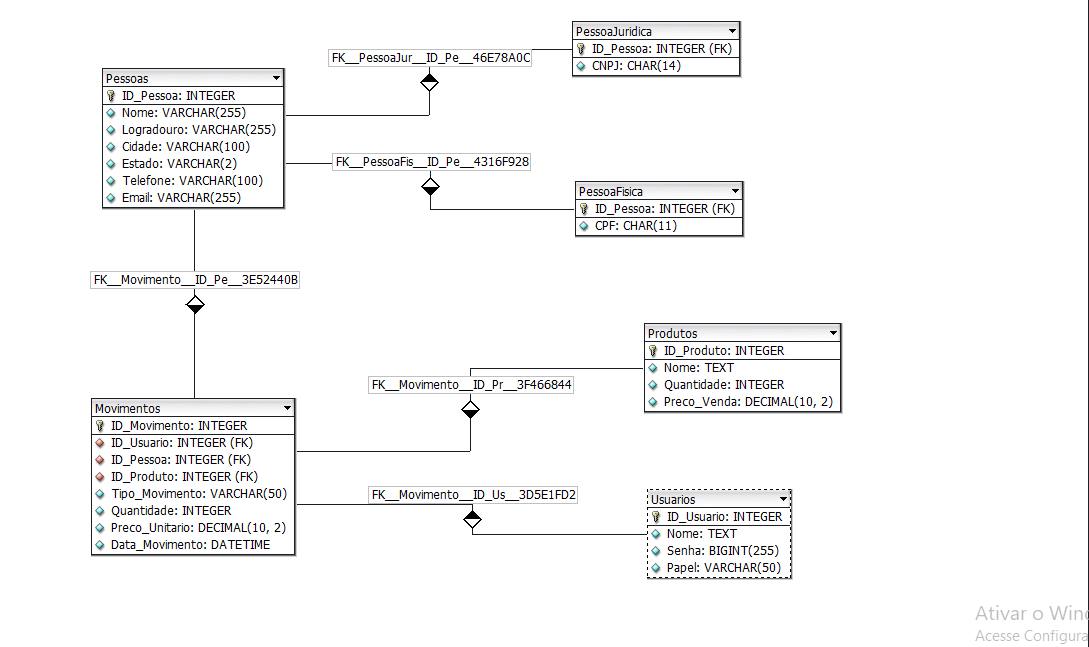 PessoaJuridica
ID_Pessoa: INTEGER (FK)
CNPJ: CHAR(14)
FK__PessoaJur__ID_Pe__46E78A0C
Pessoas
ID_Pessoa: INTEGER
Nome: VARCHAR(255)
Logradouro: VARCHAR(255)
Cidade: VARCHAR(100)
Estado: VARCHAR(2)
Telefone: VARCHAR(100)
Email: VARCHAR(255)
FK__PessoaFis__ID_Pe__4316F928
PessoaFisica
ID_Pessoa: INTEGER (FK)
CPF: CHAR(11)
FK__Movimento__ID_Pe__3E52440B
Produtos
ID_Produto: INTEGER
Nome: TEXT
Quantidade: INTEGER
Preco_Venda: DECIMAL(10, 2)
FK__Movimento__ID_Pr__3F466844
Movimentos
ID_Movimento: INTEGER
ID_Usuario: INTEGER (FK)
ID_Pessoa: INTEGER (FK)
ID_Produto: INTEGER (FK)
Tipo_Movimento: VARCHAR(50)
Quantidade: INTEGER
Preco_Unitario: DECIMAL(10, 2)
Data_Movimento: DATETIME
FK__Movimento__ID_Us__3D5E1FD2
Usuarios
ID_Usuario: INTEGER
Nome: TEXT
Senha: BIGINT(255)
Papel: VARCHAR(50)
Ativar o Win
Acesse Configura